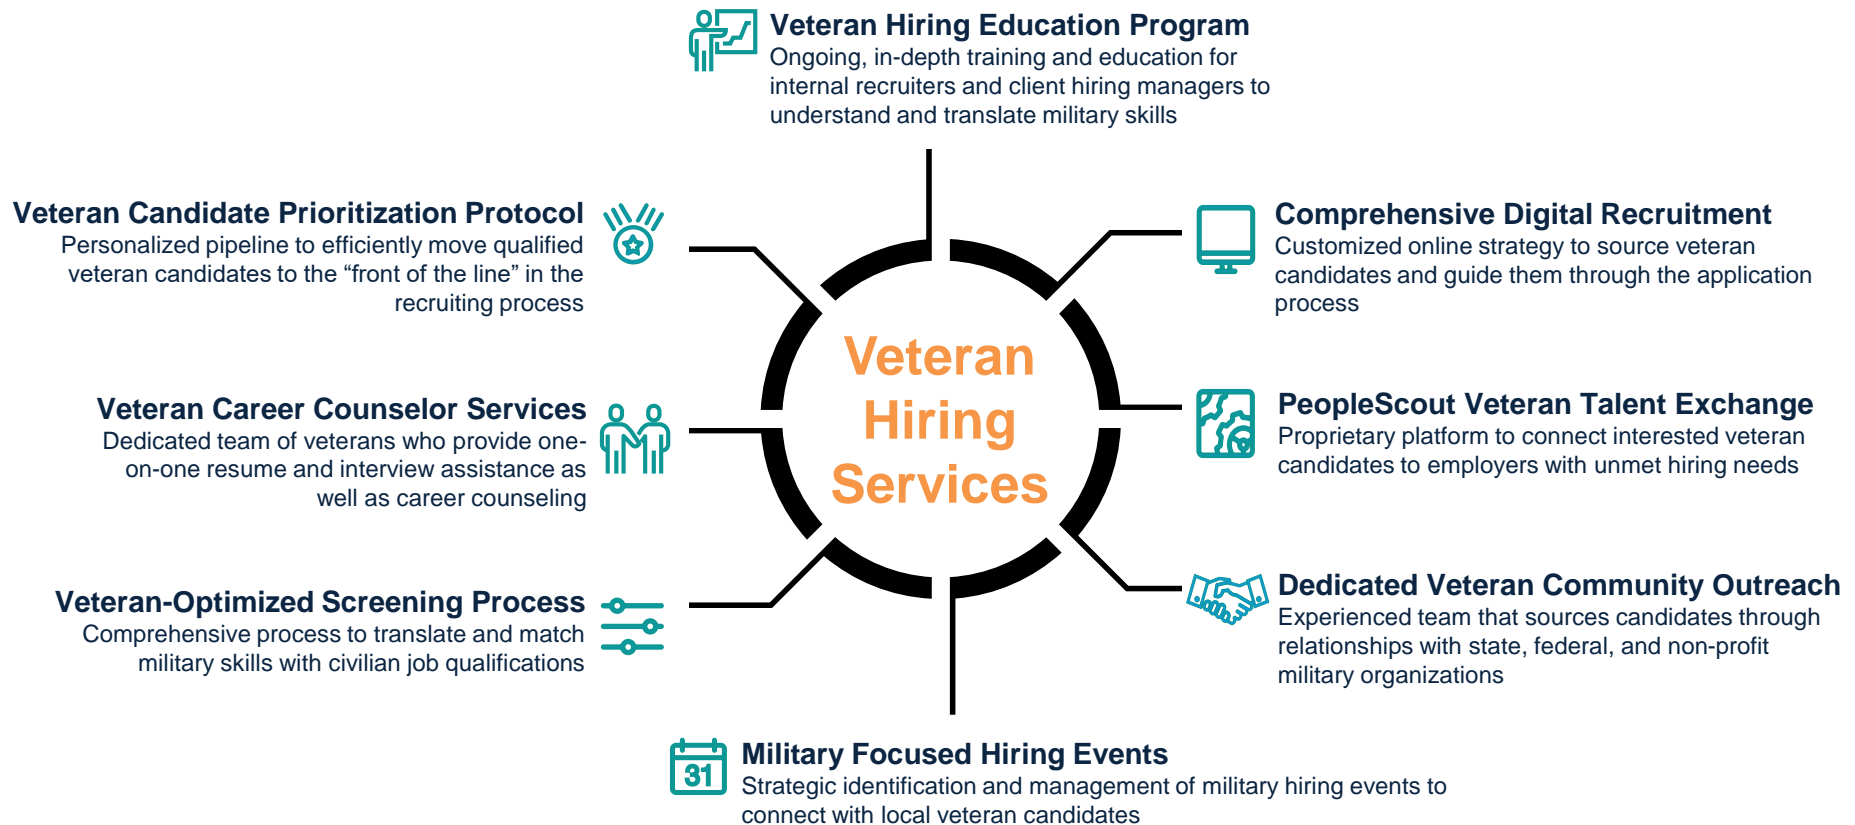 Veteran Hiring Education Program
Ongoing, in-depth training and education for
internal recruiters and client hiring managers to
understand and translate military skills
Veteran Candidate Prioritization Protocol
Personalized pipeline to efficiently move qualified
veteran candidates to the “front of the line” in the
recruiting process
Comprehensive Digital Recruitment
Customized online strategy to source veteran
candidates and guide them through the application
process
Veteran
Hiring
Services
Veteran Career Counselor Services
Dedicated team of veterans who provide one-
on-one resume and interview assistance as
well as career counseling
PeopleScout Veteran Talent Exchange
Proprietary platform to connect interested veteran
candidates to employers with unmet hiring needs
Veteran-Optimized Screening Process
Comprehensive process to translate and match
military skills with civilian job qualifications
Dedicated Veteran Community Outreach
Experienced team that sources candidates through
relationships with state, federal, and non-profit
military organizations
31
Military Focused Hiring Events
Strategic identification and management of military hiring events to
connect with local veteran candidates